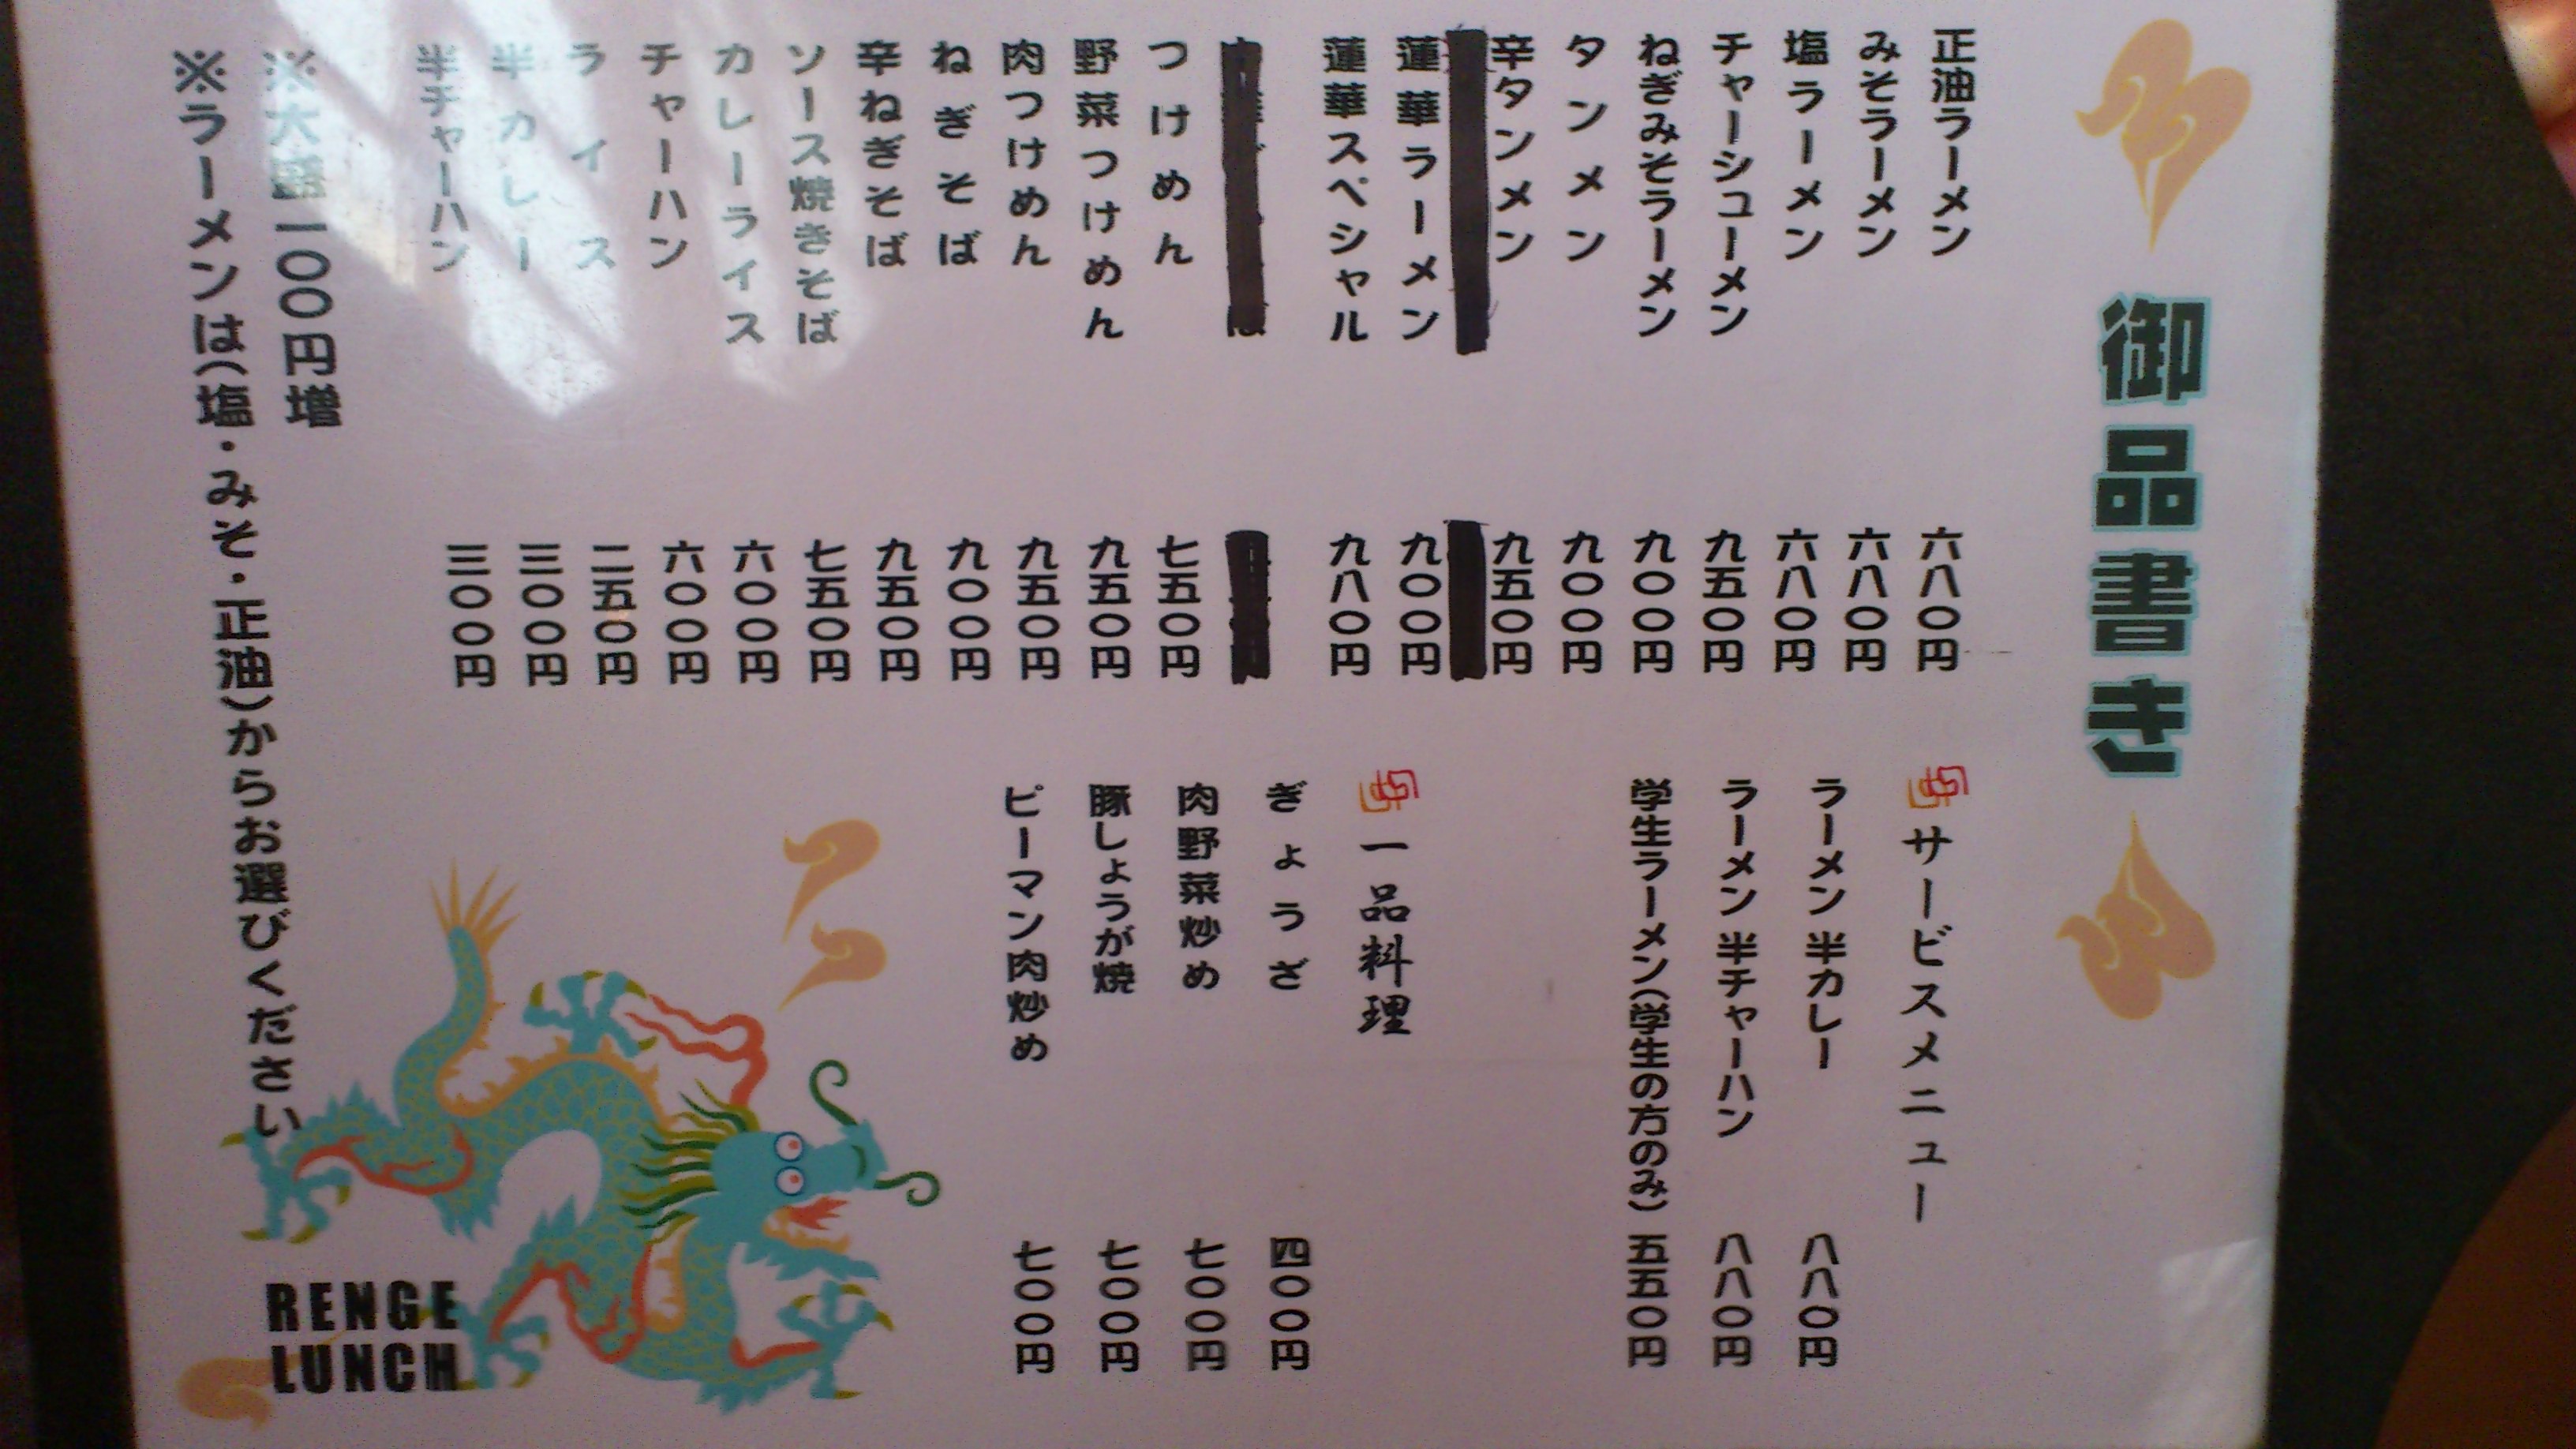 御品書き
正油ラーメン 六八〇円
みそラーメン 六八〇円
塩ラーメン 六八〇円
チャーシューメン 九五〇円
ねぎみそラーメン 九〇〇円
タンメン 九〇〇円
辛タンメン 九五〇円
蓮華ラーメン 九〇〇円
蓮華スペシャル 九八〇円
つけめん 七五〇円
野菜つけめん 九五〇円
肉つけめん 九五〇円
ねぎそば 九〇〇円
辛ねぎそば 九五〇円
ソース焼きそば 七五〇円
カレーライス 六〇〇円
チャーハン 六〇〇円
ライス 二五〇円
半カレー 三〇〇円
半チャーハン 三〇〇円
※大盛一〇〇円増
※ラーメンは(塩・みそ・正油)からお選びください
サービスメニュー
ラーメン 半カレー 八八〇円
ラーメン 半チャーハン 八八〇円
学生ラーメン(学生の方のみ) 五五〇円
一品料理
ぎょうざ 四〇〇円
肉野菜炒め 七〇〇円
豚しょうが焼 七〇〇円
ピーマン肉炒め 七〇〇円
RENGE
LUNCH